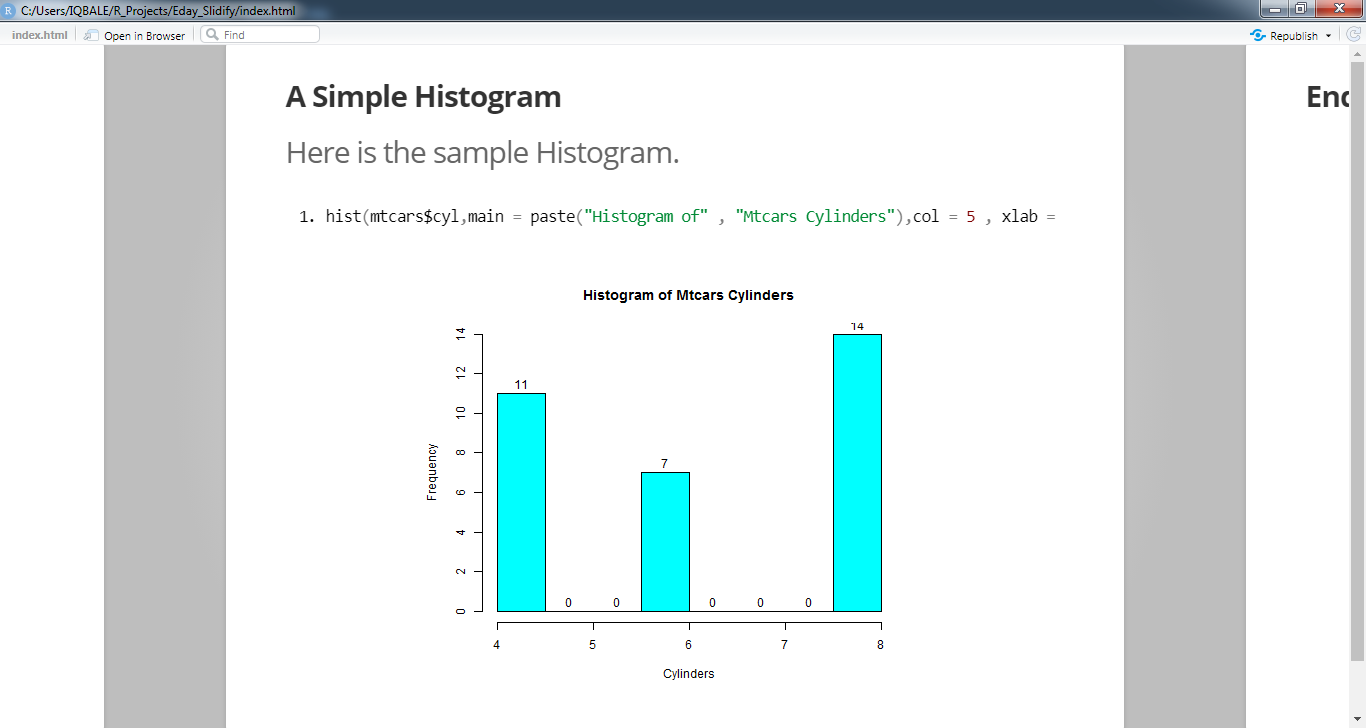 C:/Users/IQBALE/R_Projects/Eday_Slidify/index.html
index.html Open in Browser Find Republish
A Simple Histogram
Here is the sample Histogram.
1. hist(mtcars$cyl,main = paste("Histogram of" , "Mtcars Cylinders"),col = 5 , xlab =
Histogram of Mtcars Cylinders
Frequency
14
12
10
8
6
4
2
0
11
0
0
7
0
0
0
14
4 5 6 7 8
Cylinders